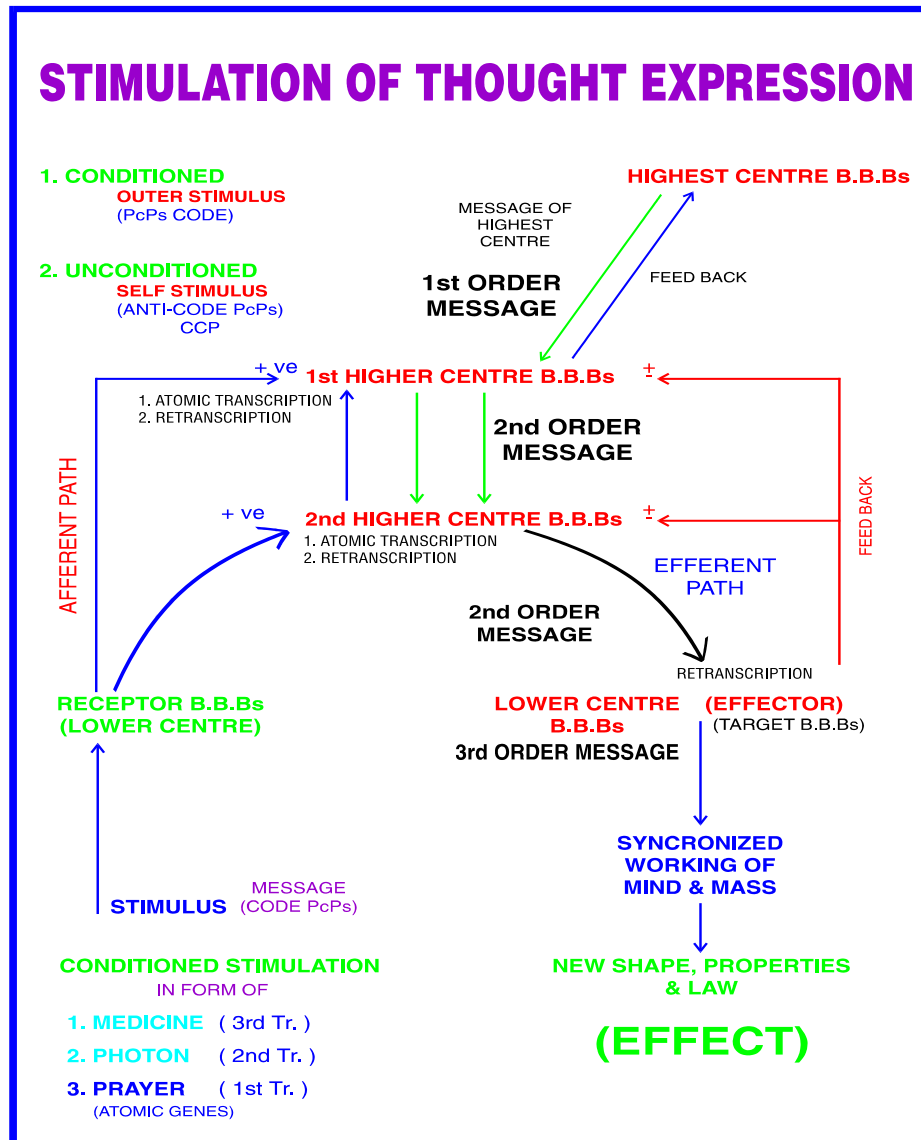 STIMULATION OF THOUGHT EXPRESSION
1. CONDITIONED
OUTER STIMULUS
(PcPs CODE)
2. UNCONDITIONED
SELF STIMULUS
(ANTI-CODE PcPs)
CCP
HIGHEST CENTRE B.B.Bs
MESSAGE OF
HIGHEST
CENTRE
1st ORDER
MESSAGE
FEED BACK
+ ve
1st HIGHER CENTRE B.B.Bs
+
-
1. ATOMIC TRANSCRIPTION
2. RETRANSCRIPTION
2nd ORDER
MESSAGE
AFFERENT PATH
+ ve
2nd HIGHER CENTRE B.B.Bs
+
-
1. ATOMIC TRANSCRIPTION
2. RETRANSCRIPTION
FEED BACK
EFFERENT
PATH
2nd ORDER
MESSAGE
RETRANSCRIPTION
RECEPTOR B.B.Bs
(LOWER CENTRE)
LOWER CENTRE
B.B.Bs
(EFFECTOR)
(TARGET B.B.Bs)
3rd ORDER MESSAGE
SYNCRONIZED
WORKING OF
MIND & MASS
STIMULUS
MESSAGE
(CODE PcPs)
CONDITIONED STIMULATION
IN FORM OF
1. MEDICINE ( 3rd Tr. )
2. PHOTON ( 2nd Tr. )
3. PRAYER ( 1st Tr. )
(ATOMIC GENES)
NEW SHAPE, PROPERTIES
& LAW
(EFFECT)